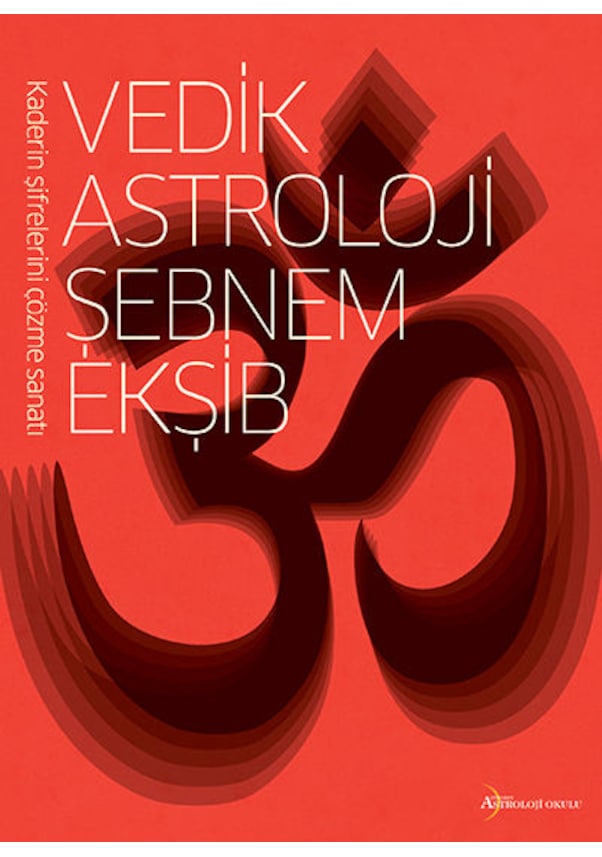 VEDİK
ASTROLOJİ
ŞEBNEM
EKŞİB
Kaderin şifrelerini çözme sanatı
ASTROLOJİ OKULU